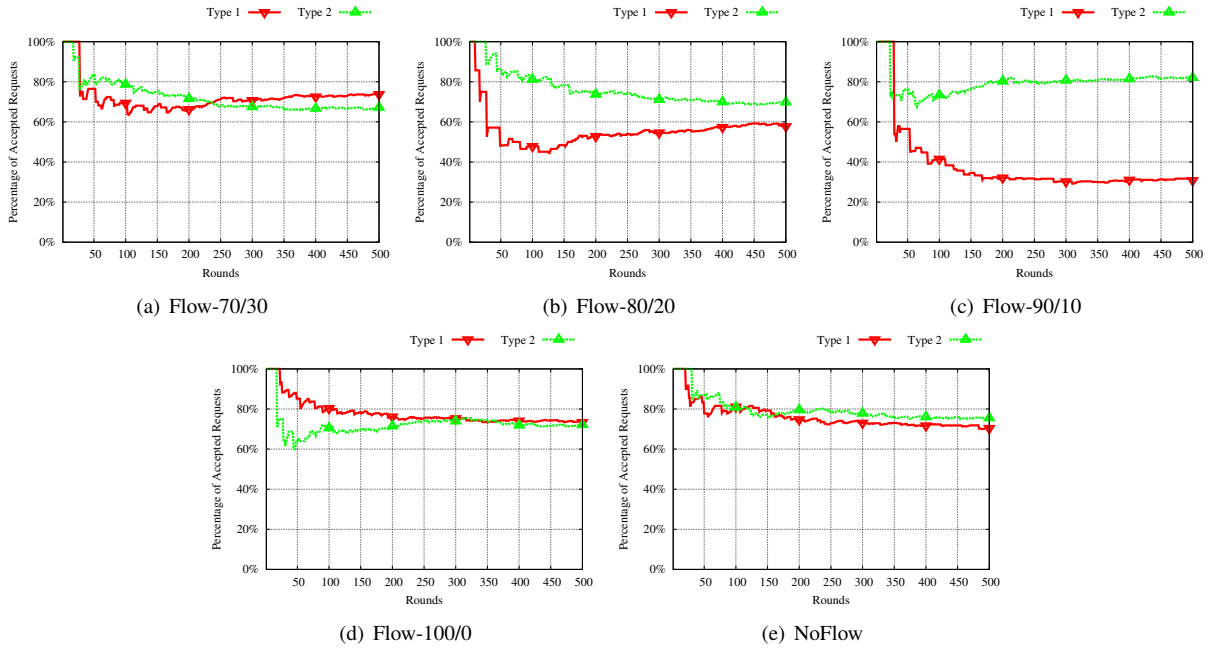 Type 1 Type 2
Percentage of Accepted Requests
100%
80%
60%
40%
20%
0%
50 100 150 200 250 300 350 400 450 500
Rounds
(a) Flow-70/30
Type 1 Type 2
Percentage of Accepted Requests
100%
80%
60%
40%
20%
0%
50 100 150 200 250 300 350 400 450 500
Rounds
(b) Flow-80/20
Type 1 Type 2
Percentage of Accepted Requests
100%
80%
60%
40%
20%
0%
50 100 150 200 250 300 350 400 450 500
Rounds
(c) Flow-90/10
Type 1 Type 2
Percentage of Accepted Requests
100%
80%
60%
40%
20%
0%
50 100 150 200 250 300 350 400 450 500
Rounds
(d) Flow-100/0
Type 1 Type 2
Percentage of Accepted Requests
100%
80%
60%
40%
20%
0%
50 100 150 200 250 300 350 400 450 500
Rounds
(e) NoFlow